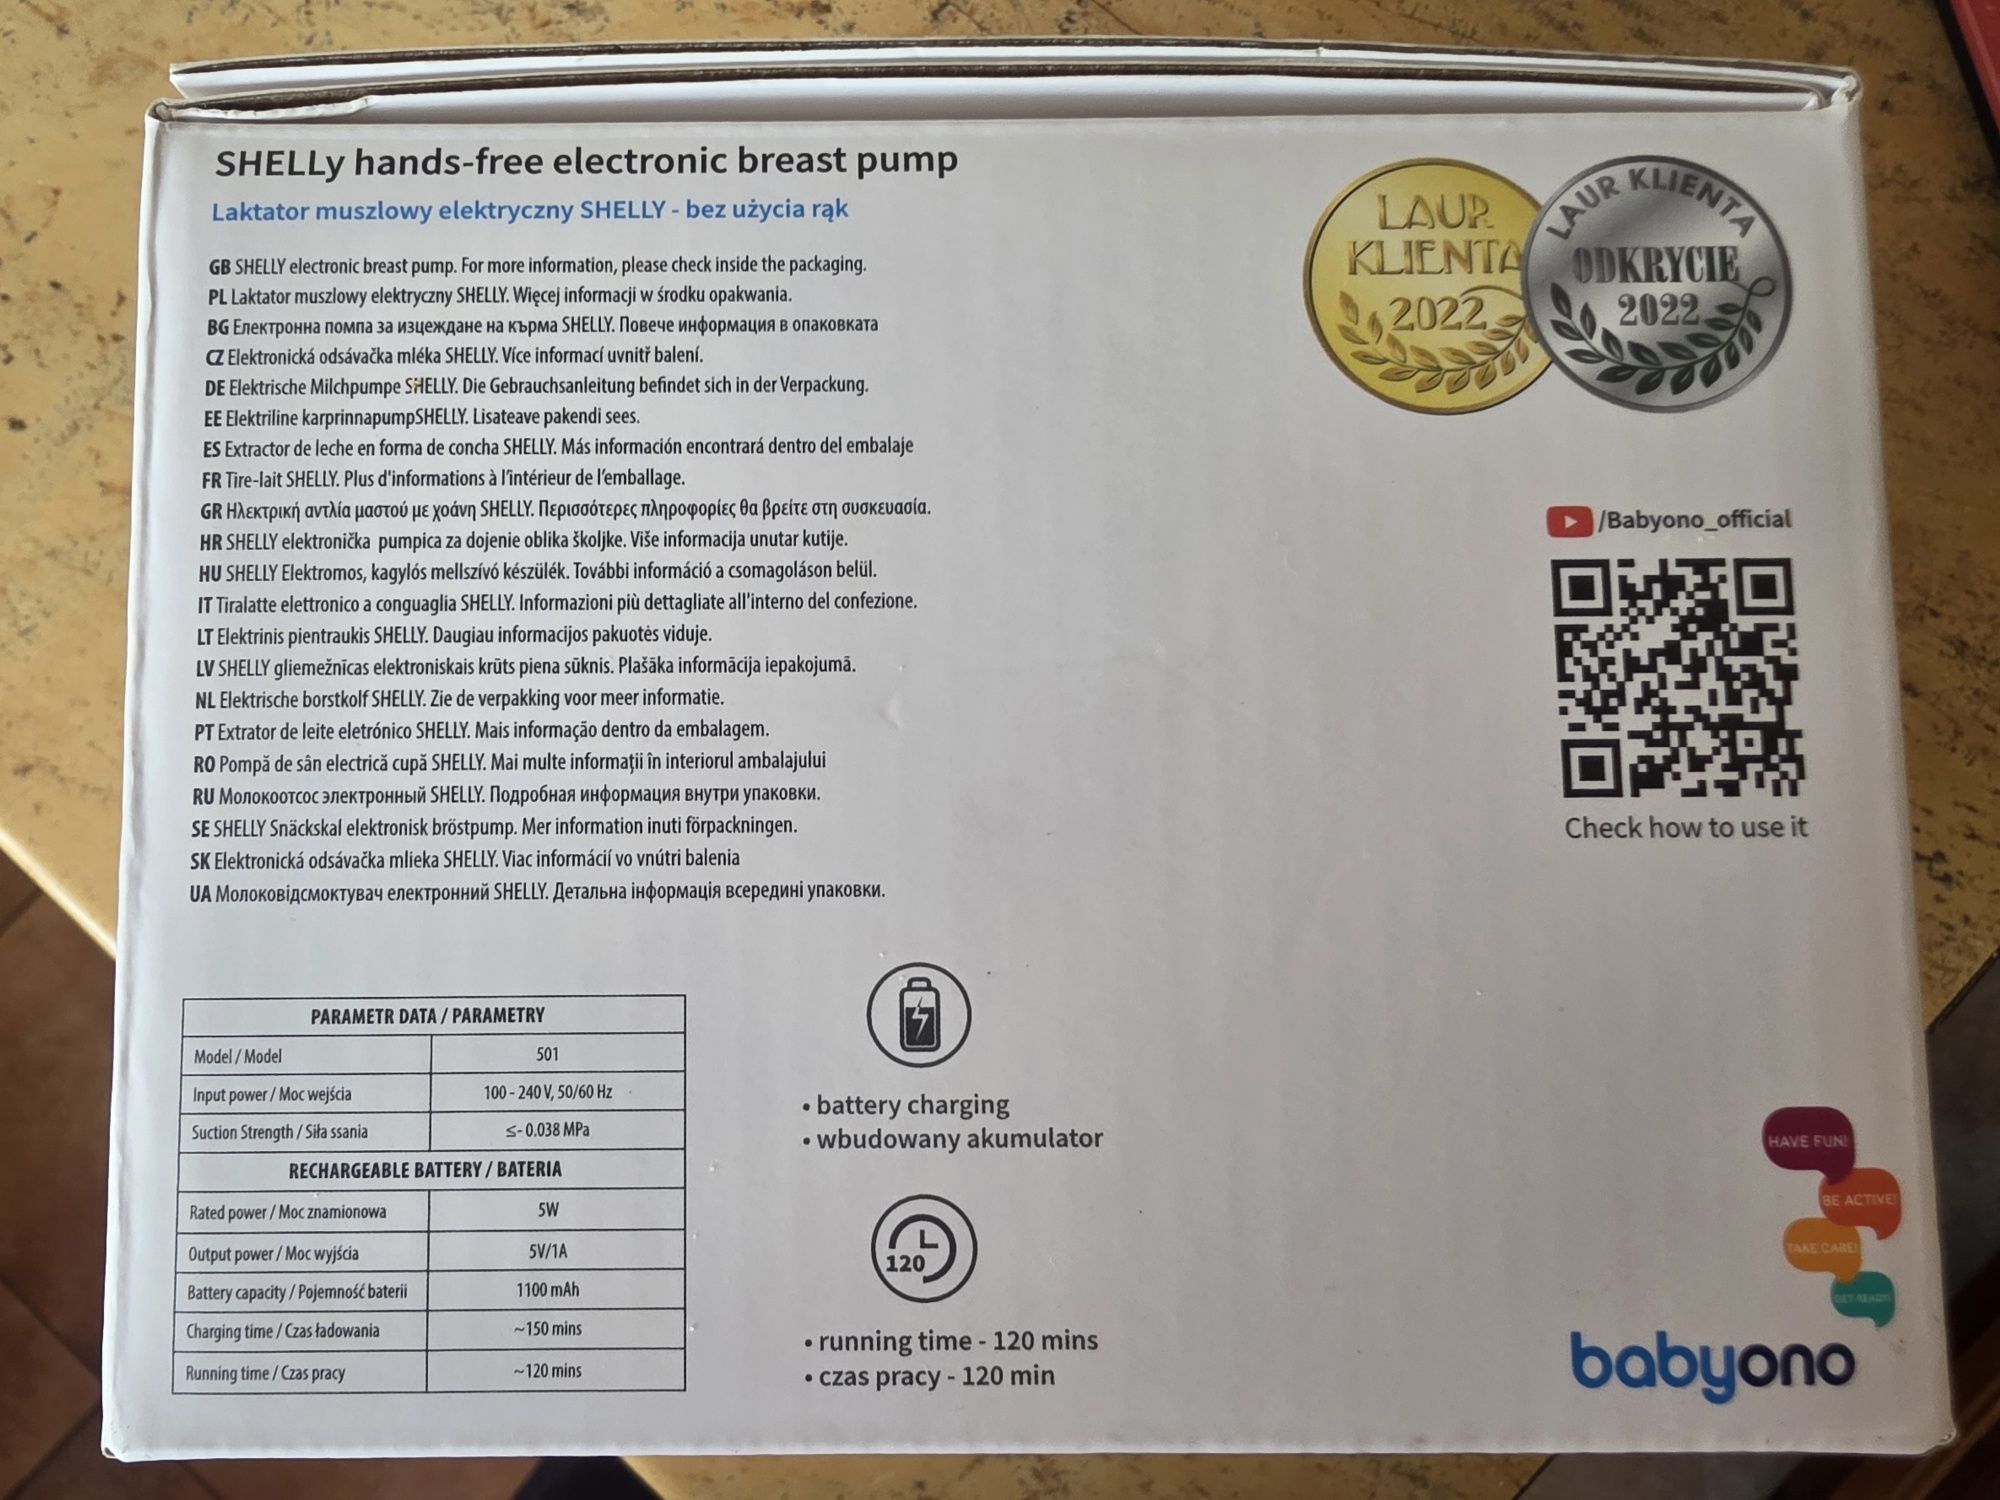 SHELLy hands-free electronic breast pump
Laktator muszlowy elektryczny SHELLY - bez użycia rąk
GB SHELLY electronic breast pump. For more information, please check inside the packaging.
PL Laktator muszlowy elektryczny SHELLY. Więcej informacji w środku opakwania.
BG Електронна помпа за изцеждане на кърма SHELLY. Повече информация в опаковката
CZ Elektronická odsávačka mléka SHELLY. Více informací uvnitř balení.
DE Elektrische Milchpumpe SHELLY. Die Gebrauchsanleitung befindet sich in der Verpackung.
EE Elektriline karprinnapumpSHELLY. Lisateave pakendi sees.
ES Extractor de leche en forma de concha SHELLY. Más información encontrará dentro del embalaje
FR Tire-lait SHELLY. Plus d'informations à l'intérieur de l'emballage.
GR Ηλεκτρική αντλία μαστού με χοάνη SHELLY. Περισσότερες πληροφορίες θα βρείτε στη συσκευασία.
HR SHELLY elektronička pumpica za dojenje oblika školjke. Više informacija unutar kutije.
HU SHELLY Elektromos, kagylós mellszívó készülék. További információ a csomagoláson belül.
IT Tiralatte elettronico a conguaglia SHELLY. Informazioni più dettagliate all'interno del confezione.
LT Elektrinis pientraukis SHELLY. Daugiau informacijos pakuotės viduje.
LV SHELLY gliemežnīcas elektroniskais krūts piena sūknis. Plašāka informācija iepakojumā.
NL Elektrische borstkolf SHELLY. Zie de verpakking voor meer informatie.
PT Extrator de leite eletrónico SHELLY. Mais informação dentro da embalagem.
RO Pompă de sân electrică cupă SHELLY. Mai multe informații în interiorul ambalajului
RU Молокоотсос электронный SHELLY. Подробная информация внутри упаковки.
SE SHELLY Snäckskal elektronisk bröstpump. Mer information inuti förpackningen.
SK Elektronická odsávačka mlieka SHELLY. Viac informácií vo vnútri balenia
UA Молоковідсмоктувач електронний SHELLY. Детальна інформація всередині упаковки.
LAUR
KLIENTA
2022
LAUR KLIENTA
ODKRYCIE
2022
/Babyono_official
Check how to use it
PARAMETR DATA / PARAMETRY
Model / Model 501
Input power / Moc wejścia 100 - 240 V, 50/60 Hz
Suction Strength / Siła ssania ≤- 0.038 MPa
RECHARGEABLE BATTERY / BATERIA
Rated power / Moc znamionowa 5W
Output power / Moc wyjścia 5V/1A
Battery capacity / Pojemność baterii 1100 mAh
Charging time / Czas ładowania ~150 mins
Running time / Czas pracy ~120 mins
• battery charging
• wbudowany akumulator
120
• running time - 120 mins
• czas pracy - 120 min
HAVE FUN!
BE ACTIVE!
TAKE CARE!
GET READY!
babyono